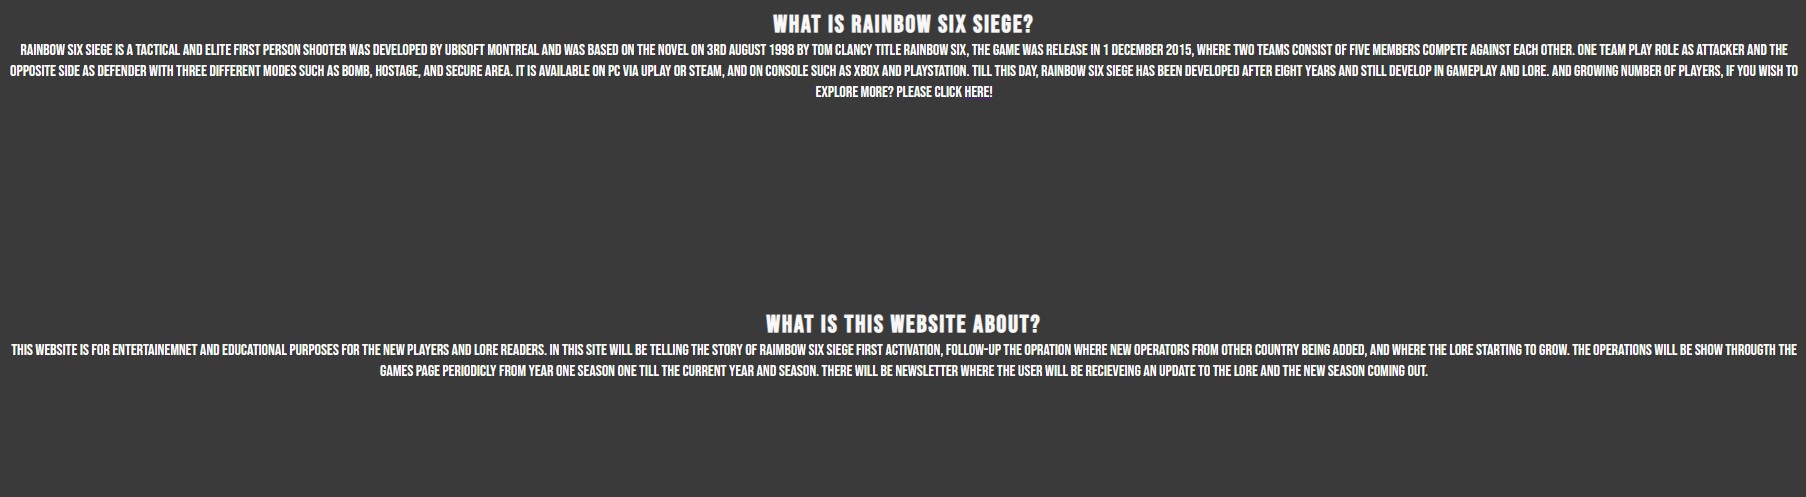 WHAT IS RAINBOW SIX SIEGE?
RAINBOW SIX SIEGE IS A TACTICAL AND ELITE FIRST PERSON SHOOTER WAS DEVELOPED BY UBISOFT MONTREAL AND WAS BASED ON THE NOVEL ON 3RD AUGUST 1998 BY TOM CLANCY TITLE RAINBOW SIX, THE GAME WAS RELEASE IN 1 DECEMBER 2015, WHERE TWO TEAMS CONSIST OF FIVE MEMBERS COMPETE AGAINST EACH OTHER. ONE TEAM PLAY ROLE AS ATTACKER AND THE
OPPOSITE SIDE AS DEFENDER WITH THREE DIFFERENT MODES SUCH AS BOMB, HOSTAGE, AND SECURE AREA. IT IS AVAILABLE ON PC VIA UPLAY OR STEAM, AND ON CONSOLE SUCH AS XBOX AND PLAYSTATION. TILL THIS DAY, RAINBOW SIX SIEGE HAS BEEN DEVELOPED AFTER EIGHT YEARS AND STILL DEVELOP IN GAMEPLAY AND LORE. AND GROWING NUMBER OF PLAYERS, IF YOU WISH TO
EXPLORE MORE? PLEASE CLICK HERE!
WHAT IS THIS WEBSITE ABOUT?
THIS WEBSITE IS FOR ENTERTAINEMNET AND EDUCATIONAL PURPOSES FOR THE NEW PLAYERS AND LORE READERS. IN THIS SITE WILL BE TELLING THE STORY OF RAIMBOW SIX SIEGE FIRST ACTIVATION, FOLLOW-UP THE OPRATION WHERE NEW OPERATORS FROM OTHER COUNTRY BEING ADDED, AND WHERE THE LORE STARTING TO GROW. THE OPERATIONS WILL BE SHOW THROUGTH THE
GAMES PAGE PERIODICLY FROM YEAR ONE SEASON ONE TILL THE CURRENT YEAR AND SEASON. THERE WILL BE NEWSLETTER WHERE THE USER WILL BE RECIEVEING AN UPDATE TO THE LORE AND THE NEW SEASON COMING OUT.